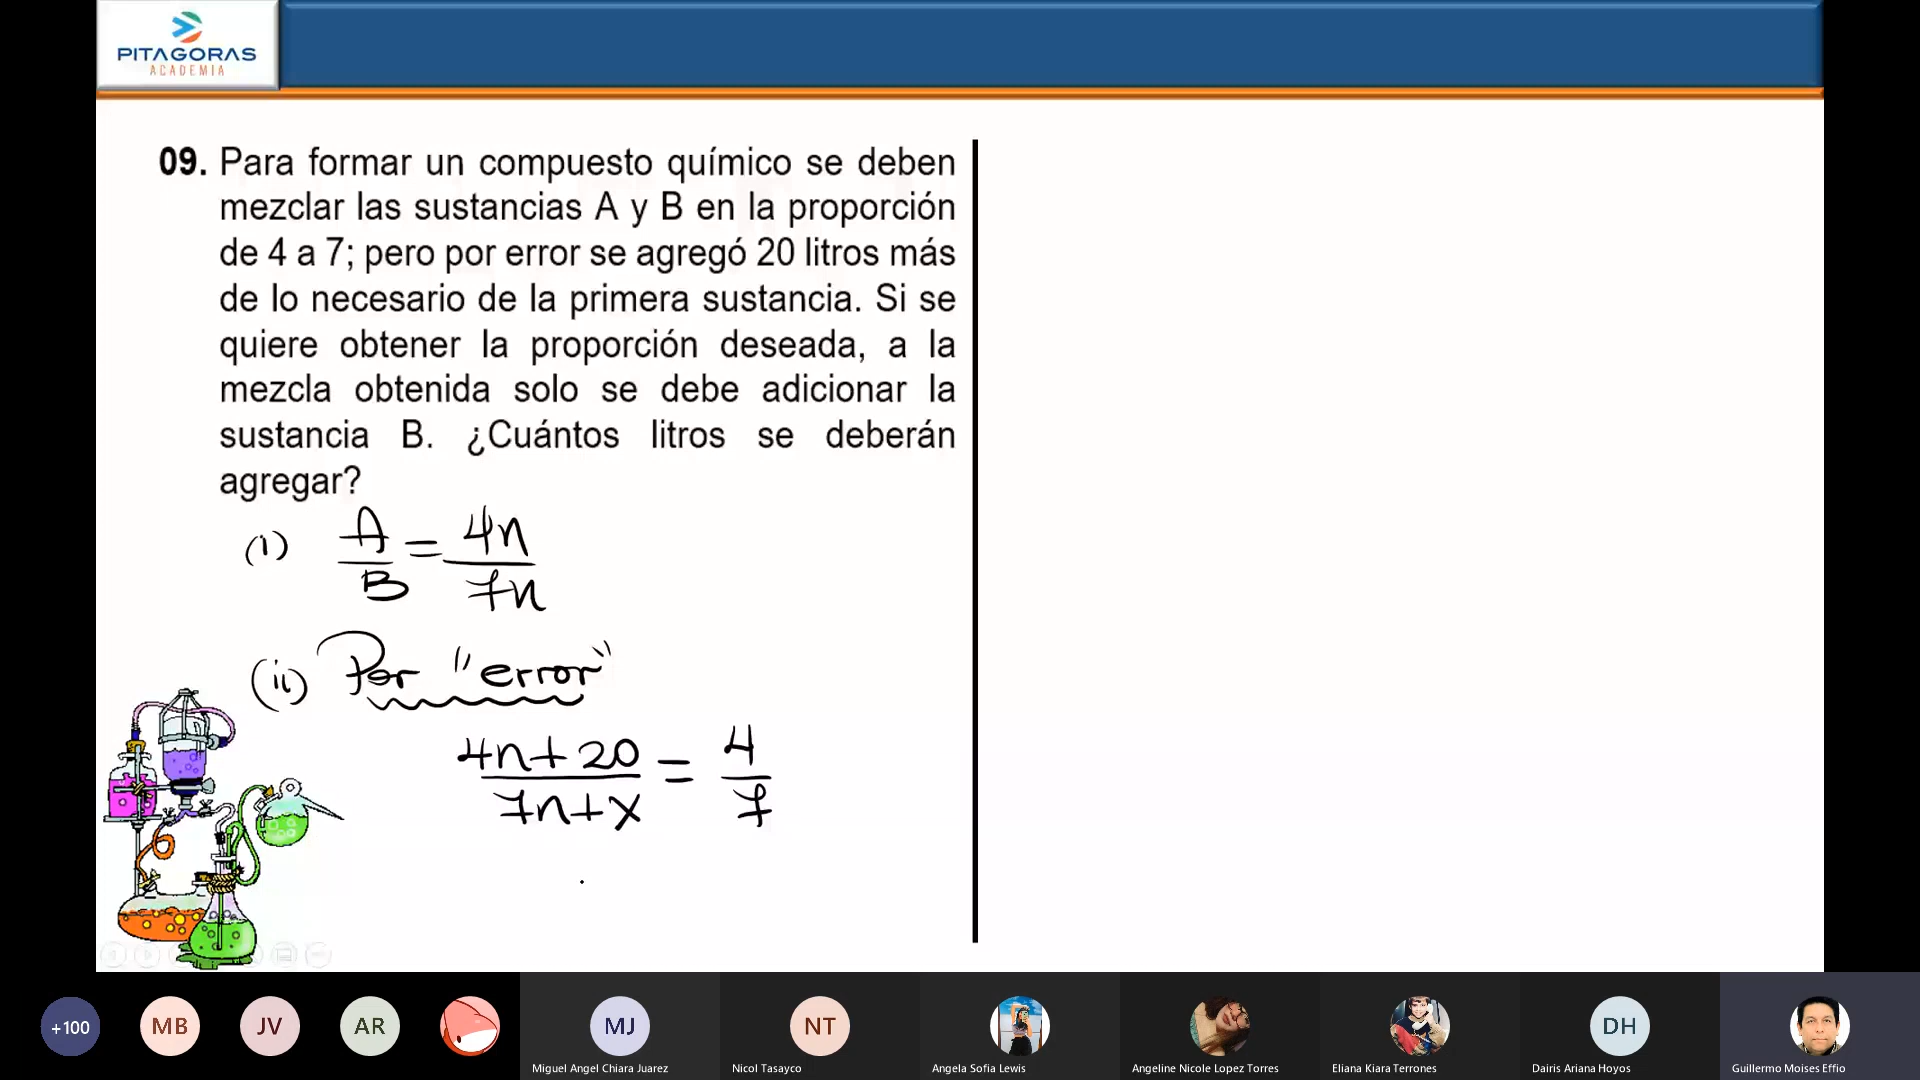 PITAGORAS
ACADEMIA
09. Para formar un compuesto químico se deben
mezclar las sustancias A y B en la proporción
de 4 a 7; pero por error se agregó 20 litros más
de lo necesario de la primera sustancia. Si se
quiere obtener la proporción deseada, a la
mezcla obtenida solo se debe adicionar la
sustancia B. ¿Cuántos litros se deberán
agregar?
(i) A/B = 4n/7n
(ii) Por "error"
4n+20/7n+x = 4/7
+100 MB JV AR MJ NT DH
Miguel Angel Chiara Juarez Nicol Tasayco Angela Sofia Lewis Angeline Nicole Lopez Torres Eliana Kiara Terrones Dairis Ariana Hoyos Guillermo Moises Effio